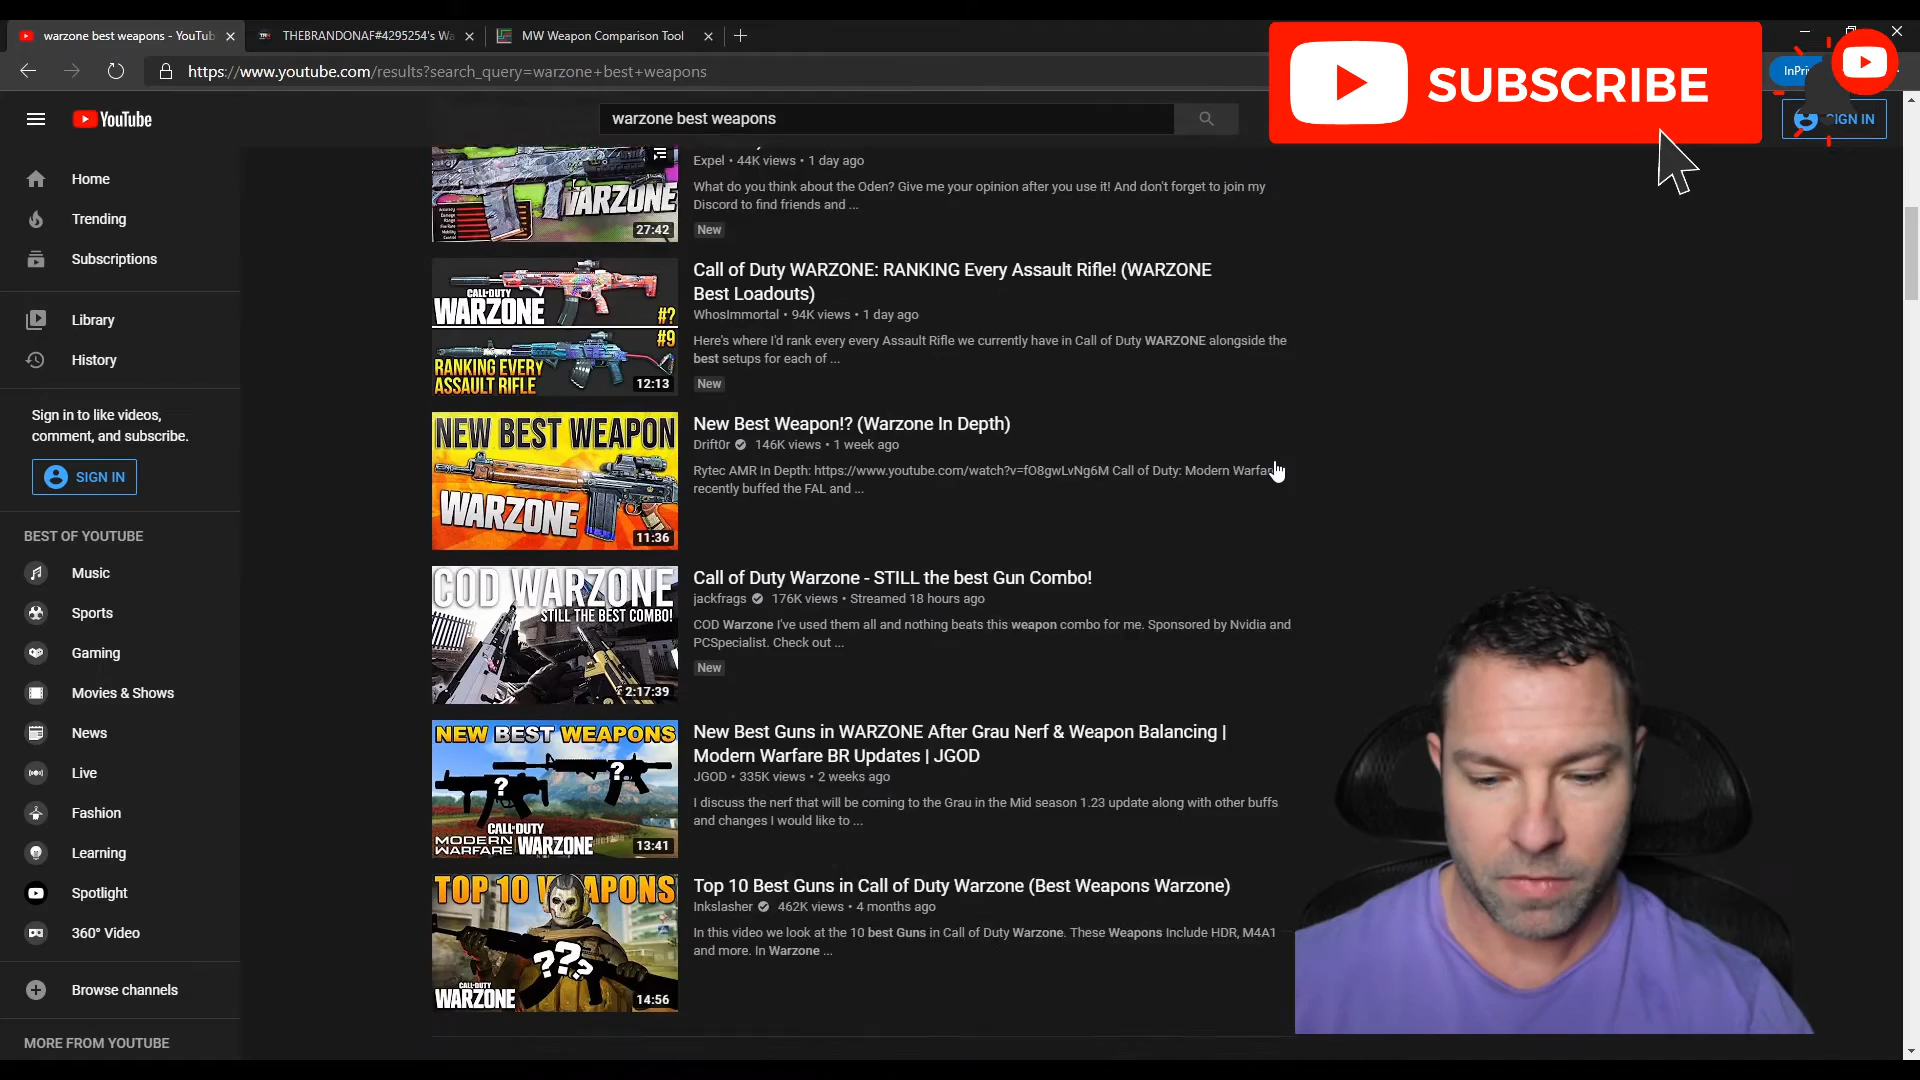 warzone best weapons - YouTub
THEBRANDONAF#4295254's Wa
MW Weapon Comparison Tool
https://www.youtube.com/results?search_query=warzone+best+weapons
InPri
SUBSCRIBE
YouTube
warzone best weapons
SIGN IN
Home
Trending
Subscriptions
Library
History
Sign in to like videos,
comment, and subscribe.
SIGN IN
BEST OF YOUTUBE
Music
Sports
Gaming
Movies & Shows
News
Live
Fashion
Learning
Spotlight
360° Video
Browse channels
MORE FROM YOUTUBE
WARZONE
27:42
Expel • 44K views • 1 day ago
What do you think about the Oden? Give me your opinion after you use it! And don't forget to join my
Discord to find friends and ...
New
CALL·DUTY
WARZONE
#?
#9
RANKING EVERY
ASSAULT RIFLE
12:13
Call of Duty WARZONE: RANKING Every Assault Rifle! (WARZONE
Best Loadouts)
WhosImmortal • 94K views • 1 day ago
Here's where I'd rank every every Assault Rifle we currently have in Call of Duty WARZONE alongside the
best setups for each of ...
New
NEW BEST WEAPON
WARZONE
11:36
New Best Weapon!? (Warzone In Depth)
Drift0r 146K views • 1 week ago
Rytec AMR In Depth: https://www.youtube.com/watch?v=fO8gwLvNg6M Call of Duty: Modern Warfar
recently buffed the FAL and ...
COD WARZONE
STILL THE BEST COMBO!
2:17:39
Call of Duty Warzone - STILL the best Gun Combo!
jackfrags 176K views • Streamed 18 hours ago
COD Warzone I've used them all and nothing beats this weapon combo for me. Sponsored by Nvidia and
PCSpecialist. Check out ...
New
NEW BEST WEAPONS
? ?
CALL·DUTY
MODERN WARFARE WARZONE
13:41
New Best Guns in WARZONE After Grau Nerf & Weapon Balancing |
Modern Warfare BR Updates | JGOD
JGOD • 335K views • 2 weeks ago
I discuss the nerf that will be coming to the Grau in the Mid season 1.23 update along with other buffs
and changes I would like to ...
TOP 10 W APONS
???
CALL·DUTY
WARZONE
14:56
Top 10 Best Guns in Call of Duty Warzone (Best Weapons Warzone)
Inkslasher 462K views • 4 months ago
In this video we look at the 10 best Guns in Call of Duty Warzone. These Weapons Include HDR, M4A1
and more. In Warzone ...